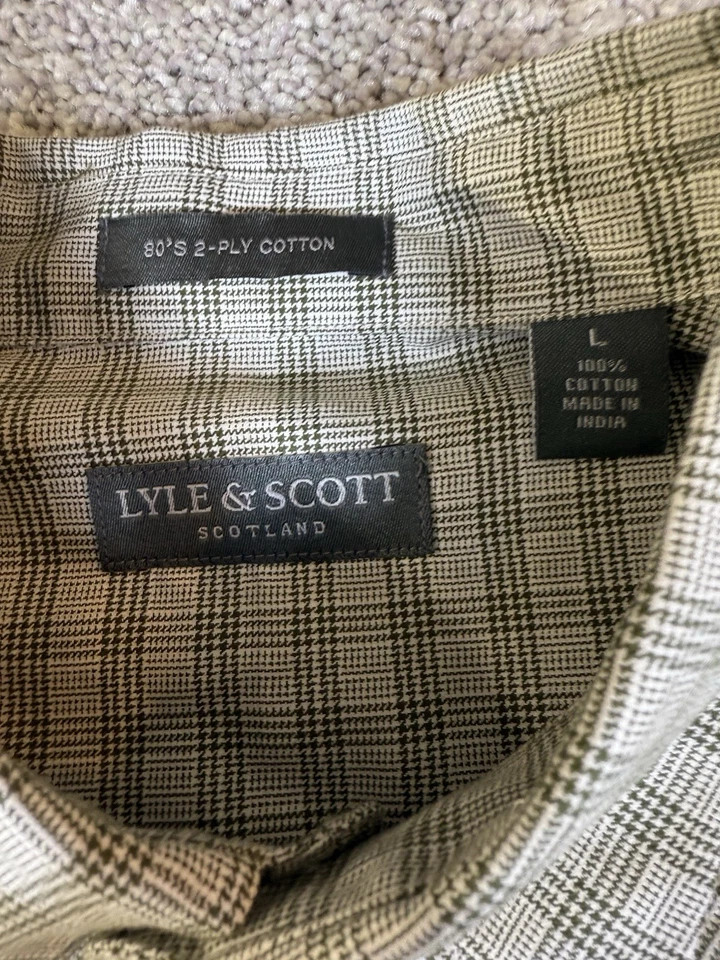 80'S 2-PLY COTTON
L
100%
COTTON
MADE IN
INDIA
LYLE & SCOTT
SCOTLAND